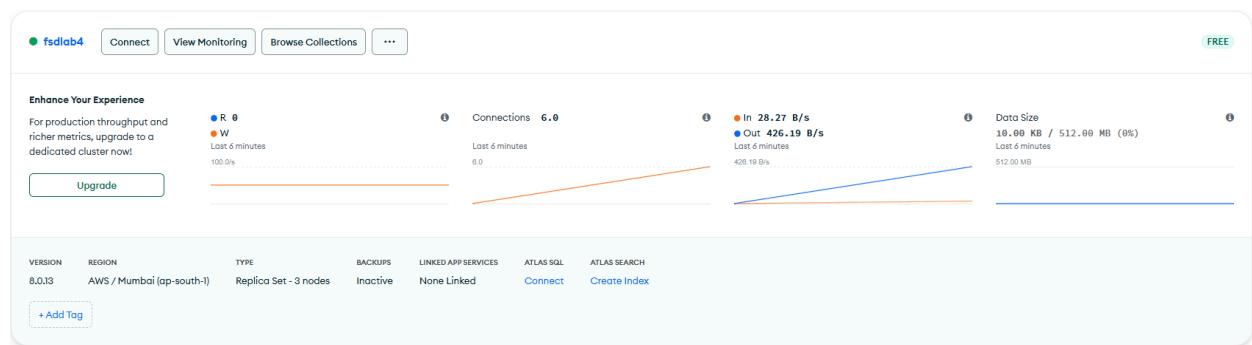 fsdlab4 Connect View Monitoring Browse Collections ... FREE
Enhance Your Experience
For production throughput and
richer metrics, upgrade to a
dedicated cluster now!
Upgrade
R 0
W
Last 6 minutes
100.0/s
Connections 6.0
Last 6 minutes
6.0
In 28.27 B/s
Out 426.19 B/s
Last 6 minutes
426.19 B/s
Data Size
10.00 KB / 512.00 MB (0%)
Last 6 minutes
512.00 MB
VERSION REGION TYPE BACKUPS LINKED APP SERVICES ATLAS SQL ATLAS SEARCH
8.0.13 AWS / Mumbai (ap-south-1) Replica Set - 3 nodes Inactive None Linked Connect Create Index
+ Add Tag